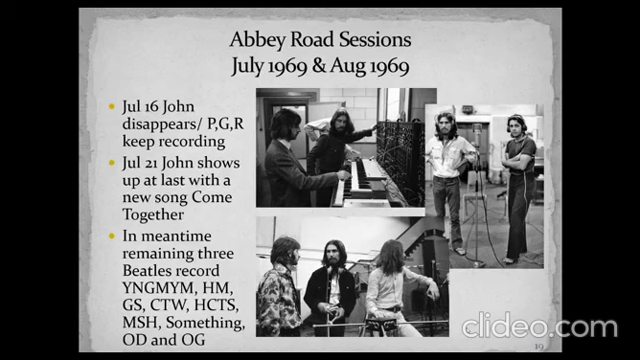 Abbey Road Sessions
July 1969 & Aug 1969
Jul 16 John
disappears/ P,G,R
keep recording
Jul 21 John shows
up at last with a
new song Come
Together
In meantime
remaining three
Beatles record
YNGMYM, HM,
GS, CTW, HCTS,
MSH, Something,
OD and OG
clideo.com
19